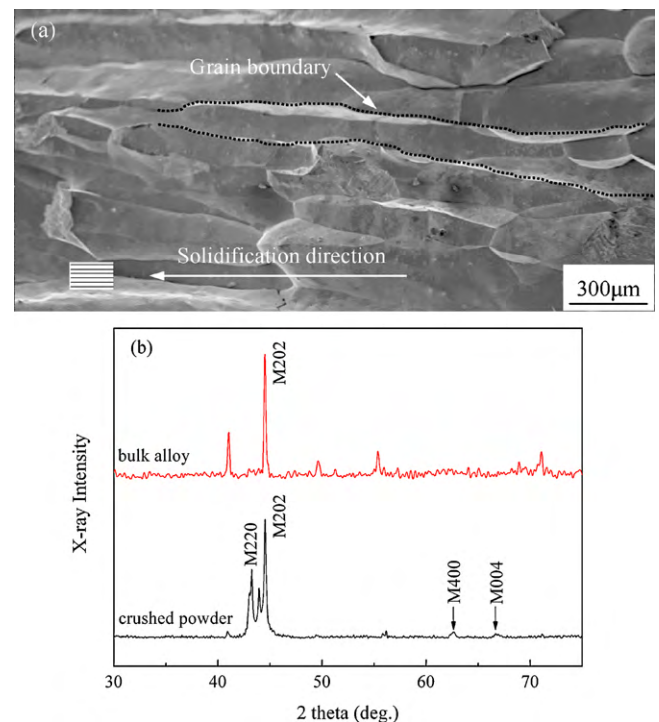 (a)
Grain boundary
Solidification direction
300μm
(b)
M202
bulk alloy
M220
M202
M400
M004
crushed powder
X-ray Intensity
30 40 50 60 70
2 theta (deg.)